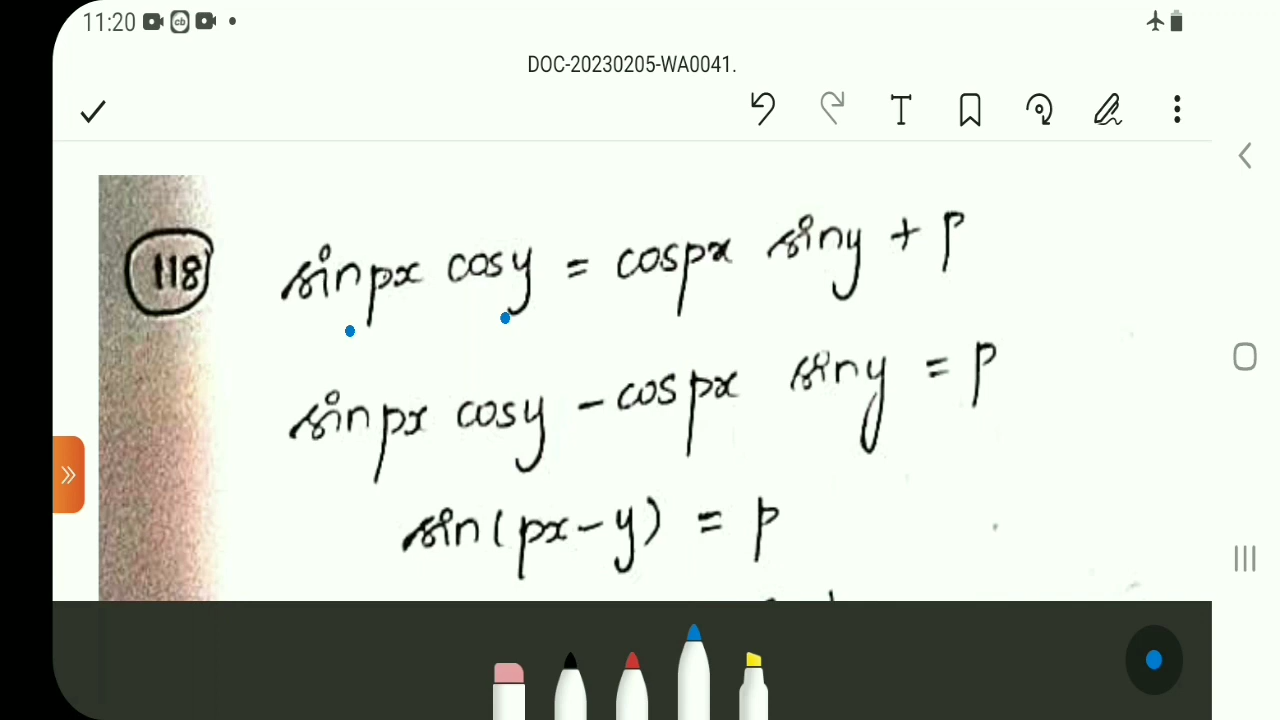 11:20
DOC-20230205-WA0041.
T
118 sin px cos y = cos px sin y + p
sin px cos y - cos px sin y = p
sin(px - y) = p